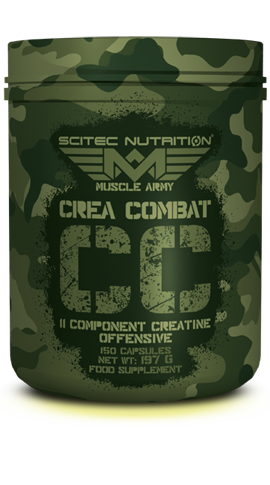 SCITEC NUTRITION®
MUSCLE ARMY
CREA COMBAT
CC
11 COMPONENT CREATINE
OFFENSIVE
150 CAPSULES
NET WT: 197 G
FOOD SUPPLEMENT